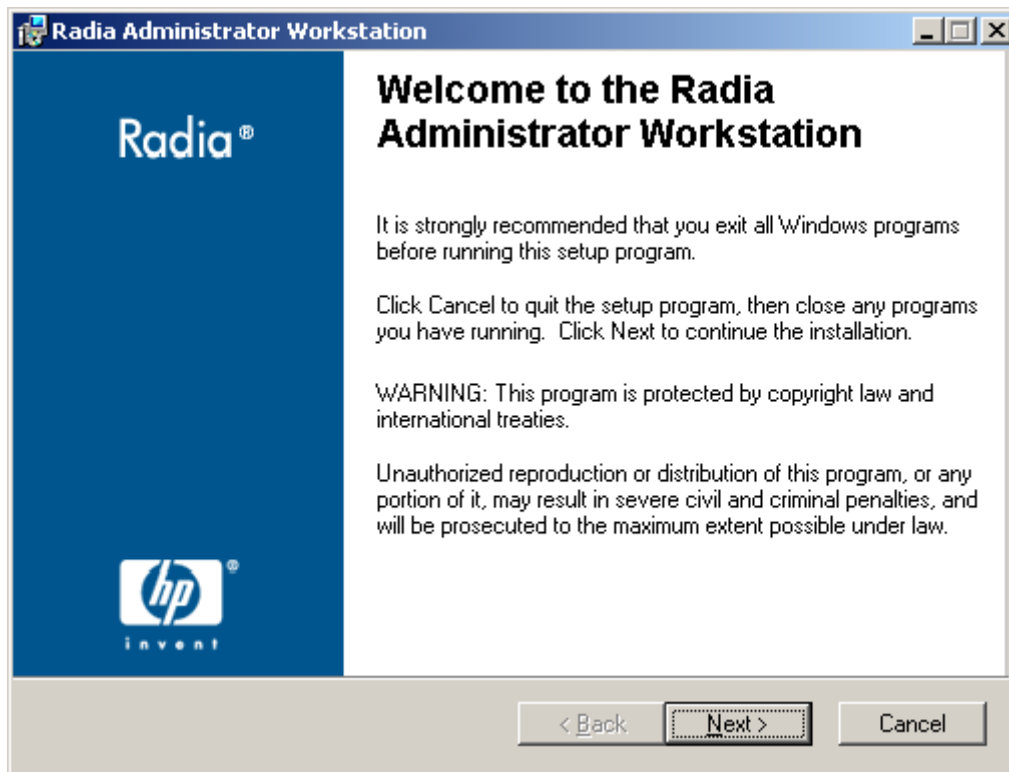 Radia Administrator Workstation
Radia®
Welcome to the Radia
Administrator Workstation
It is strongly recommended that you exit all Windows programs
before running this setup program.
Click Cancel to quit the setup program, then close any programs
you have running.  Click Next to continue the installation.
WARNING: This program is protected by copyright law and
international treaties.
Unauthorized reproduction or distribution of this program, or any
portion of it, may result in severe civil and criminal penalties, and
will be prosecuted to the maximum extent possible under law.
hp®
invent
< Back
Next >
Cancel